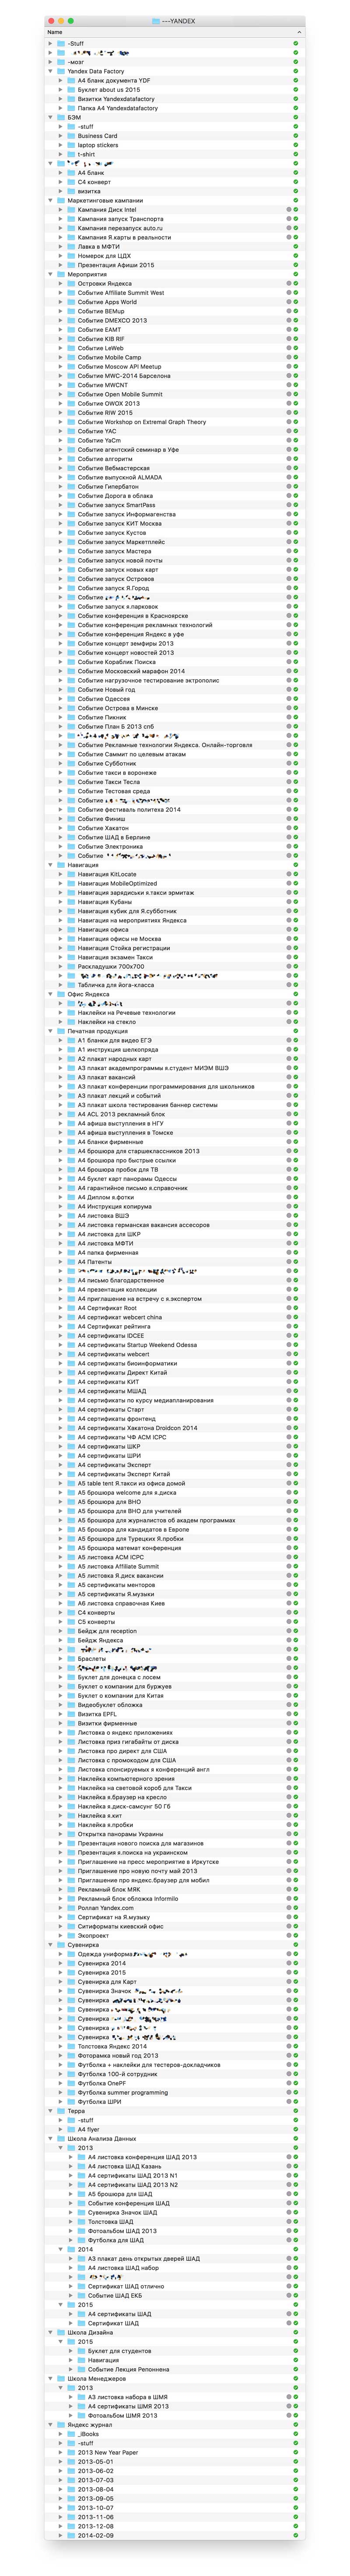 ---YANDEX
Name
-Stuff
-мозг
Yandex Data Factory
A4 бланк документа YDF
Буклет about us 2015
Визитки Yandexdatafactory
Папка A4 Yandexdatafactory
БЭМ
-stuff
Business Card
laptop stickers
t-shirt
A4 бланк
C4 конверт
визитка
Маркетинговые кампании
Кампания Диск Intel
Кампания запуск Транспорта
Кампания перезапуск auto.ru
Кампания Я.карты в реальности
Лавка в МФТИ
Номерок для ЦДХ
Презентация Афиши 2015
Мероприятия
Островки Яндекса
Событие Affiliate Summit West
Событие Apps World
Событие BEMup
Событие DMEXCO 2013
Событие EAMT
Событие KIB RIF
Событие LeWeb
Событие Mobile Camp
Событие Moscow API Meetup
Событие MWC-2014 Барселона
Событие MWCNT
Событие Open Mobile Summit
Событие OWOX 2013
Событие RIW 2015
Событие Workshop on Extremal Graph Theory
Событие YAC
Событие YaCm
Событие агентский семинар в Уфе
Событие алгоритм
Событие Вебмастерская
Событие выпускной ALMADA
Событие Гипербатон
Событие Дорога в облака
Событие запуск SmartPass
Событие запуск Информагенства
Событие запуск КИТ Москва
Событие запуск Кустов
Событие запуск Маркетплейс
Событие запуск Мастера
Событие запуск новой почты
Событие запуск новых карт
Событие запуск Островов
Событие запуск Я.Город
Событие
Событие запуск я.парковок
Событие конференция в Красноярске
Событие конференция рекламных технологий
Событие конференция Яндекс в уфе
Событие концерт земфиры 2013
Событие концерт новостей 2013
Событие Кораблик Поиска
Событие Московский марафон 2014
Событие нагрузочное тестирование эктрополис
Событие Новый год
Событие Одессея
Событие Острова в Минске
Событие Пикник
Событие План Б 2013 спб
Событие Рекламные технологии Яндекса. Онлайн-торговля
Событие Саммит по целевым атакам
Событие Субботник
Событие такси в воронеже
Событие Такси Тесла
Событие Тестовая среда
Событие
Событие фестиваль политеха 2014
Событие Финиш
Событие Хакатон
Событие ШАД в Берлине
Событие Электроника
Событие
Навигация
Навигация KitLocate
Навигация MobileOptimized
Навигация зарядиськи я.такси эрмитаж
Навигация Кубаны
Навигация кубик для Я.субботник
Навигация на мероприятиях Яндекса
Навигация офиса
Навигация офисы не Москва
Навигация Стойка регистрации
Навигация экзамен Такси
Раскладушки 700x700
Табличка для йога-класса
Офис Яндекса
Наклейки на Речевые технологии
Наклейки на стекло
Печатная продукция
A1 бланки для видео ЕГЭ
A1 инструкция шелкопряда
A2 плакат народных карт
A3 плакат академпрограммы я.студент МИЭМ ВШЭ
A3 плакат вакансий
A3 плакат конференции программирования для школьников
A3 плакат лекций и событий
A3 плакат школа тестирования баннер системы
A4 ACL 2013 рекламный блок
A4 афиша выступления в НГУ
A4 афиша выступления в Томске
A4 бланки фирменные
A4 брошюра для старшеклассников 2013
A4 брошюра про быстрые ссылки
A4 брошюра пробок для ТВ
A4 буклет карт панорамы Одессы
A4 гарантийное письмо я.справочник
A4 Диплом я.фотки
A4 Инструкция копирума
A4 листовка ВШЭ
A4 листовка германская вакансия ассесоров
A4 листовка для ШКР
A4 листовка МФТИ
A4 папка фирменная
A4 Патенты
A4 письмо благодарственное
A4 презентация коллекции
A4 приглашение на встречу с я.экспертом
A4 Сертификат Root
A4 сертификат webcert china
A4 Сертификат рейтинга
A4 сертификаты IDCEE
A4 сертификаты Startup Weekend Odessa
A4 сертификаты webcert
A4 сертификаты биоинформатики
A4 сертификаты Директ Китай
A4 сертификаты КИТ
A4 сертификаты МШАД
A4 сертификаты по курсу медиапланирования
A4 сертификаты Старт
A4 сертификаты фронтенд
A4 сертификаты Хакатона Droidcon 2014
A4 сертификаты ЧФ ACM ICPC
A4 сертификаты ШКР
A4 сертификаты ШРИ
A4 сертификаты Эксперт
A4 сертификаты Эксперт Китай
A5 table tent Я.такси из офиса домой
A5 брошюра welcome для я.диска
A5 брошюра для ВНО
A5 брошюра для ВНО для учителей
A5 брошюра для журналистов об академ программах
A5 брошюра для кандидатов в Европе
A5 брошюра для Турециих Я.пробки
A5 брошюра математ конференция
A5 листовка ACM ICPC
A5 листовка Affiliate Summit
A5 листовка Я.диск вакансии
A5 сертификаты менторов
A5 сертификаты Я.музыки
A6 листовка справочная Киев
C4 конверты
C5 конверты
Бейдж для reception
Бейдж Яндекса
Браслеты
Буклет для донецка с лосем
Буклет о компании для буржуев
Буклет о компании для Китая
Видеобуклет обложка
Визитка EPFL
Визитки фирменные
Листовка о яндекс приложениях
Листовка приз гигабайты от диска
Листовка про директ для США
Листовка с промокодом для США
Листовка спонсируемых я конференций англ
Наклейка компьютерного зрения
Наклейка на световой короб для Такси
Наклейка я.браузер на кресло
Наклейка я.диск-самсунг 50 Гб
Наклейка я.кит
Наклейка я.пробки
Открытка панорамы Украины
Презентация нового поиска для магазинов
Презентация я.поиска на украинском
Приглашение на пресс мероприятие в Иркутске
Приглашение про новую почту май 2013
Приглашение про яндекс.браузер для мобил
Рекламный блок МЯК
Рекламный блок обложка Informilo
Роллап Yandex.com
Сертификат на Я.музыку
Ситиформаты киевский офис
Экопроект
Сувенирка
Одежда униформа
Сувенирка 2014
Сувенирка 2015
Сувенирка для Карт
Сувенирка Значок
Сувенирка
Сувенирка
Сувенирка
Сувенирка
Сувенирка
Толстовка Яндекс 2014
Фоторамка новый год 2013
Футболка + наклейки для тестеров-докладчиков
Футболка 100-й сотрудник
Футболка OnePF
Футболка summer programming
Футболка ШРИ
Терра
-stuff
A4 flyer
Школа Анализа Данных
2013
A4 листовка конференция ШАД 2013
A4 листовка ШАД Казань
A4 сертификаты ШАД 2013 N1
A4 сертификаты ШАД 2013 N2
A5 брошюра для ШАД
Событие конференция ШАД
Сувенирка Значок ШАД
Толстовка ШАД
Фотоальбом ШАД 2013
Футболка для ШАД
2014
A3 плакат день открытых дверей ШАД
A4 листовка ШАД набор
Сертификат ШАД отлично
Событие ШАД ЕКБ
2015
A4 сертификаты ШАД
Сертификат ШАД
Школа Дизайна
2015
Буклет для студентов
Навигация
Событие Лекция Репоннена
Школа Менеджеров
2013
A3 листовка набора в ШМЯ
A4 сертификаты ШМЯ 2013
Фотоальбом ШМЯ 2013
Яндекс журнал
_iBooks
-stuff
2013 New Year Paper
2013-05-01
2013-06-02
2013-07-03
2013-08-04
2013-09-05
2013-10-07
2013-11-06
2013-12-08
2014-02-09